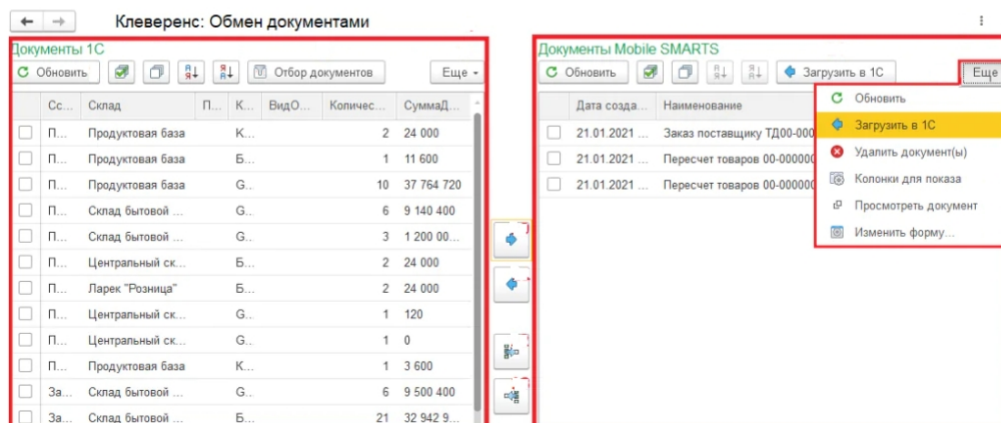 Клеверенс: Обмен документами
Документы 1С
Обновить Отбор документов Еще
Сс... Склад П... К... ВидО... Количес... СуммаД...
П... Продуктовая база К... 2 24 000
П... Продуктовая база Б... 1 11 600
П... Продуктовая база G... 10 37 764 720
П... Склад бытовой ... G... 6 9 140 400
П... Склад бытовой ... G... 3 1 200 00...
П... Центральный ск... Б... 2 24 000
П... Ларек "Розница" Б... 2 24 000
П... Центральный ск... G... 1 120
П... Центральный ск... G... 1 0
П... Продуктовая база К... 1 3 600
За... Склад бытовой ... G... 6 9 500 400
За... Склад бытовой ... Б... 21 32 942 9...
Документы Mobile SMARTS
Обновить Загрузить в 1С Еще
Дата созда... Наименование
21.01.2021 ... Заказ поставщику ТД00-000
21.01.2021 ... Пересчет товаров 00-000000
21.01.2021 ... Пересчет товаров 00-000000
Обновить
Загрузить в 1С
Удалить документ(ы)
Колонки для показа
Просмотреть документ
Изменить форму...